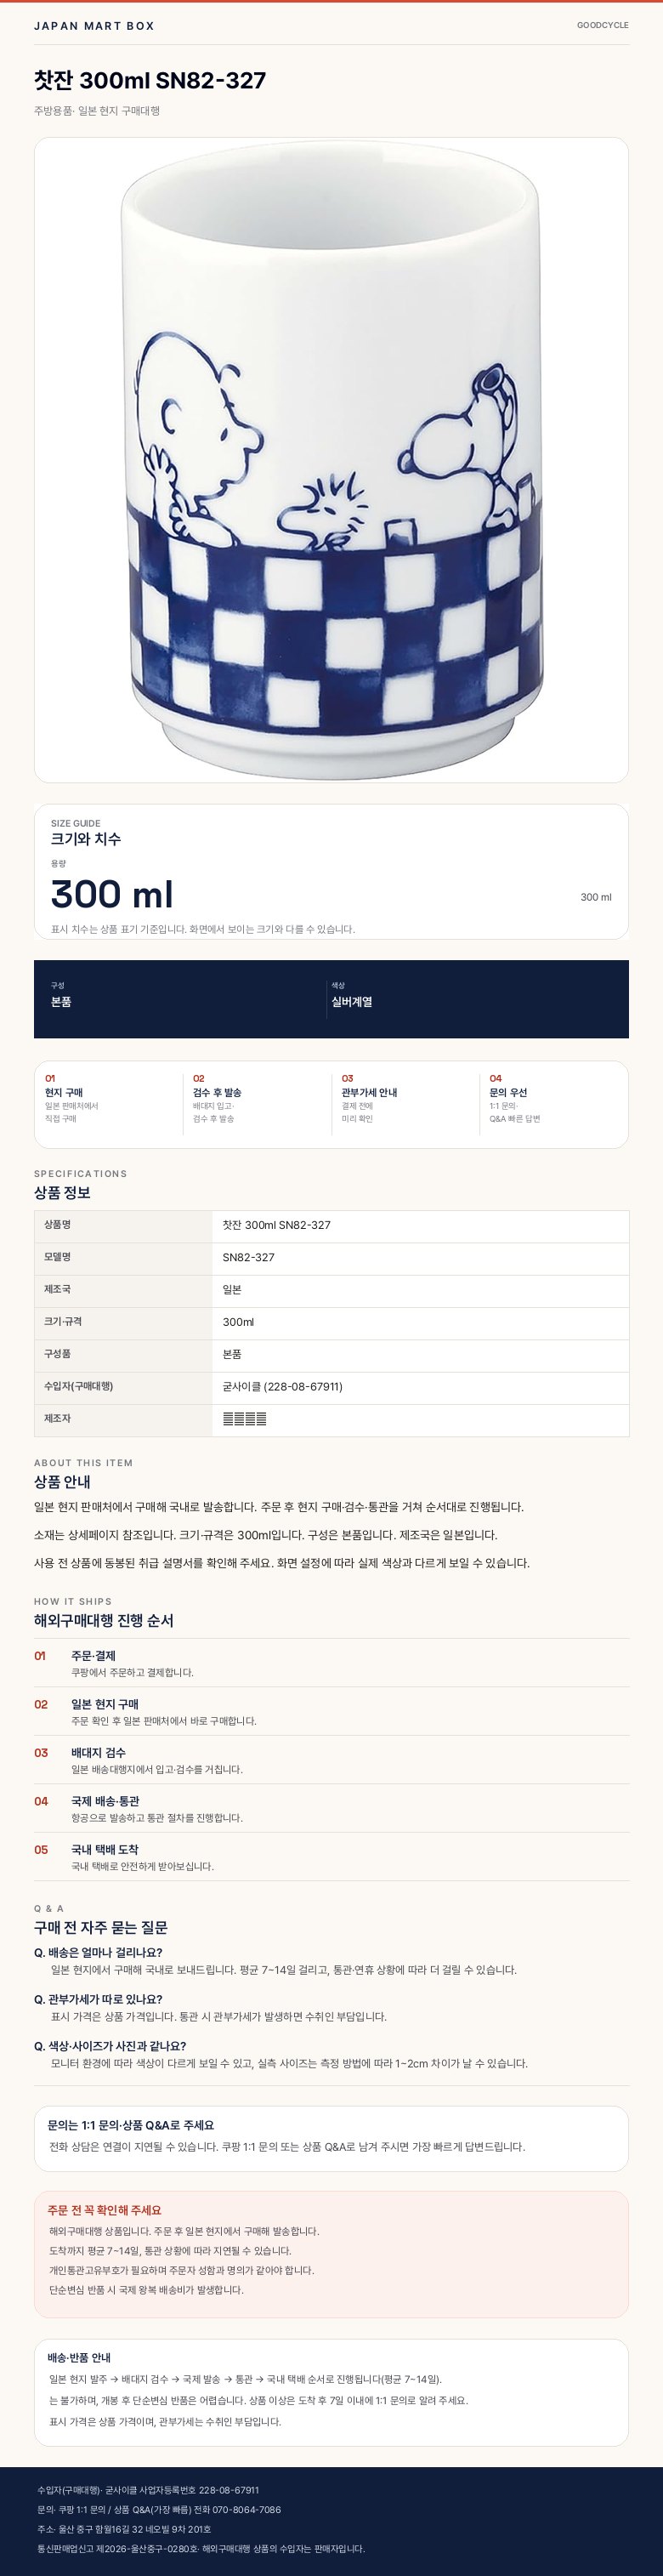 JAPAN MART BOX
GOODCYCLE
찻잔 300ml SN82-327
주방용품· 일본 현지 구매대행
SIZE GUIDE
크기와 치수
용량
300 ml
300 ml
표시 치수는 상품 표기 기준입니다. 화면에서 보이는 크기와 다를 수 있습니다.
구성
본품
색상
실버계열
01
현지 구매
일본 판매처에서
직접 구매
02
검수 후 발송
배대지 입고·
검수 후 발송
03
관부가세 안내
결제 전에
미리 확인
04
문의 우선
1:1 문의·
Q&A 빠른 답변
SPECIFICATIONS
상품 정보
상품명 찻잔 300ml SN82-327
모델명 SN82-327
제조국 일본
크기·규격 300ml
구성품 본품
수입자(구매대행) 굳사이클 (228-08-67911)
제조자
ABOUT THIS ITEM
상품 안내
일본 현지 판매처에서 구매해 국내로 발송합니다. 주문 후 현지 구매·검수·통관을 거쳐 순서대로 진행됩니다.
소재는 상세페이지 참조입니다. 크기·규격은 300ml입니다. 구성은 본품입니다. 제조국은 일본입니다.
사용 전 상품에 동봉된 취급 설명서를 확인해 주세요. 화면 설정에 따라 실제 색상과 다르게 보일 수 있습니다.
HOW IT SHIPS
해외구매대행 진행 순서
01 주문·결제
쿠팡에서 주문하고 결제합니다.
02 일본 현지 구매
주문 확인 후 일본 판매처에서 바로 구매합니다.
03 배대지 검수
일본 배송대행지에서 입고·검수를 거칩니다.
04 국제 배송·통관
항공으로 발송하고 통관 절차를 진행합니다.
05 국내 택배 도착
국내 택배로 안전하게 받아보십니다.
Q & A
구매 전 자주 묻는 질문
Q. 배송은 얼마나 걸리나요?
일본 현지에서 구매해 국내로 보내드립니다. 평균 7~14일 걸리고, 통관·연휴 상황에 따라 더 걸릴 수 있습니다.
Q. 관부가세가 따로 있나요?
표시 가격은 상품 가격입니다. 통관 시 관부가세가 발생하면 수취인 부담입니다.
Q. 색상·사이즈가 사진과 같나요?
모니터 환경에 따라 색상이 다르게 보일 수 있고, 실측 사이즈는 측정 방법에 따라 1~2cm 차이가 날 수 있습니다.
문의는 1:1 문의·상품 Q&A로 주세요
전화 상담은 연결이 지연될 수 있습니다. 쿠팡 1:1 문의 또는 상품 Q&A로 남겨 주시면 가장 빠르게 답변드립니다.
주문 전 꼭 확인해 주세요
해외구매대행 상품입니다. 주문 후 일본 현지에서 구매해 발송합니다.
도착까지 평균 7~14일, 통관 상황에 따라 지연될 수 있습니다.
개인통관고유부호가 필요하며 주문자 성함과 명의가 같아야 합니다.
단순변심 반품 시 국제 왕복 배송비가 발생합니다.
배송·반품 안내
일본 현지 발주 → 배대지 검수 → 국제 발송 → 통관 → 국내 택배 순서로 진행됩니다(평균 7~14일).
는 불가하며, 개봉 후 단순변심 반품은 어렵습니다. 상품 이상은 도착 후 7일 이내에 1:1 문의로 알려 주세요.
표시 가격은 상품 가격이며, 관부가세는 수취인 부담입니다.
수입자(구매대행)· 굳사이클 사업자등록번호 228-08-67911
문의· 쿠팡 1:1 문의 / 상품 Q&A(가장 빠름) 전화 070-8064-7086
주소· 울산 중구 함월16길 32 네오빌 9차 201호
통신판매업신고 제2026-울산중구-0280호· 해외구매대행 상품의 수입자는 판매자입니다.